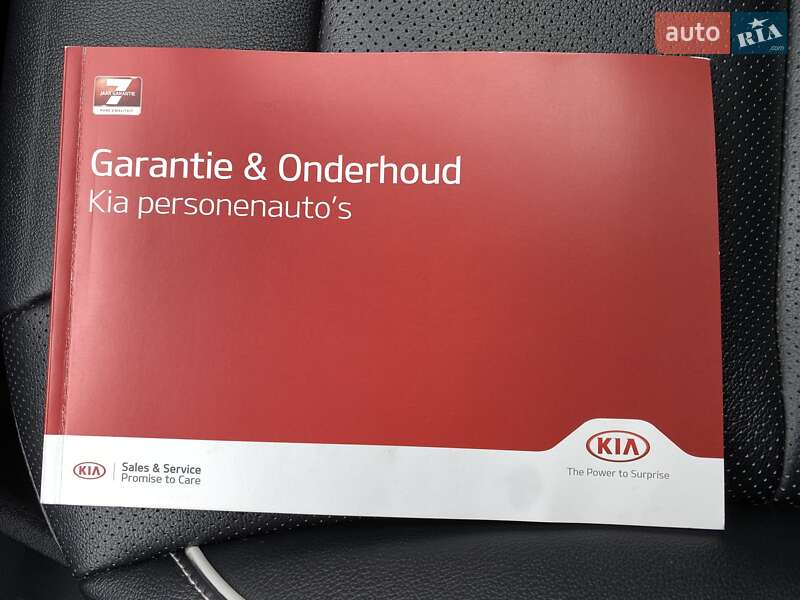 auto RIA .com
7
JAAR GARANTIE
Garantie & Onderhoud
Kia personenauto's
KIA
Sales & Service
Promise to Care
KIA
The Power to Surprise